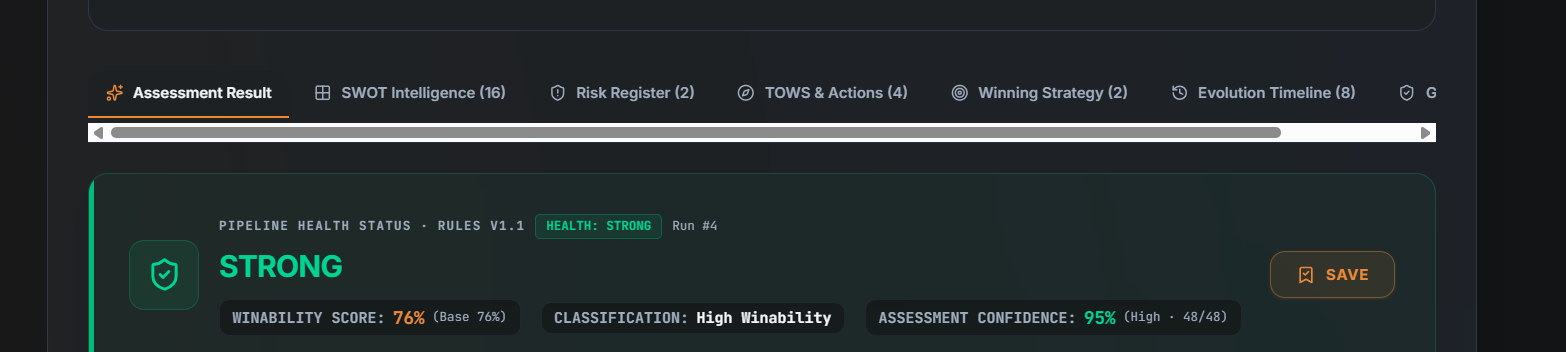 Assessment Result SWOT Intelligence (16) Risk Register (2) TOWS & Actions (4) Winning Strategy (2) Evolution Timeline (8) G
PIPELINE HEALTH STATUS · RULES V1.1 HEALTH: STRONG Run #4
STRONG
SAVE
WINABILITY SCORE: 76% (Base 76%) CLASSIFICATION: High Winability ASSESSMENT CONFIDENCE: 95% (High · 48/48)